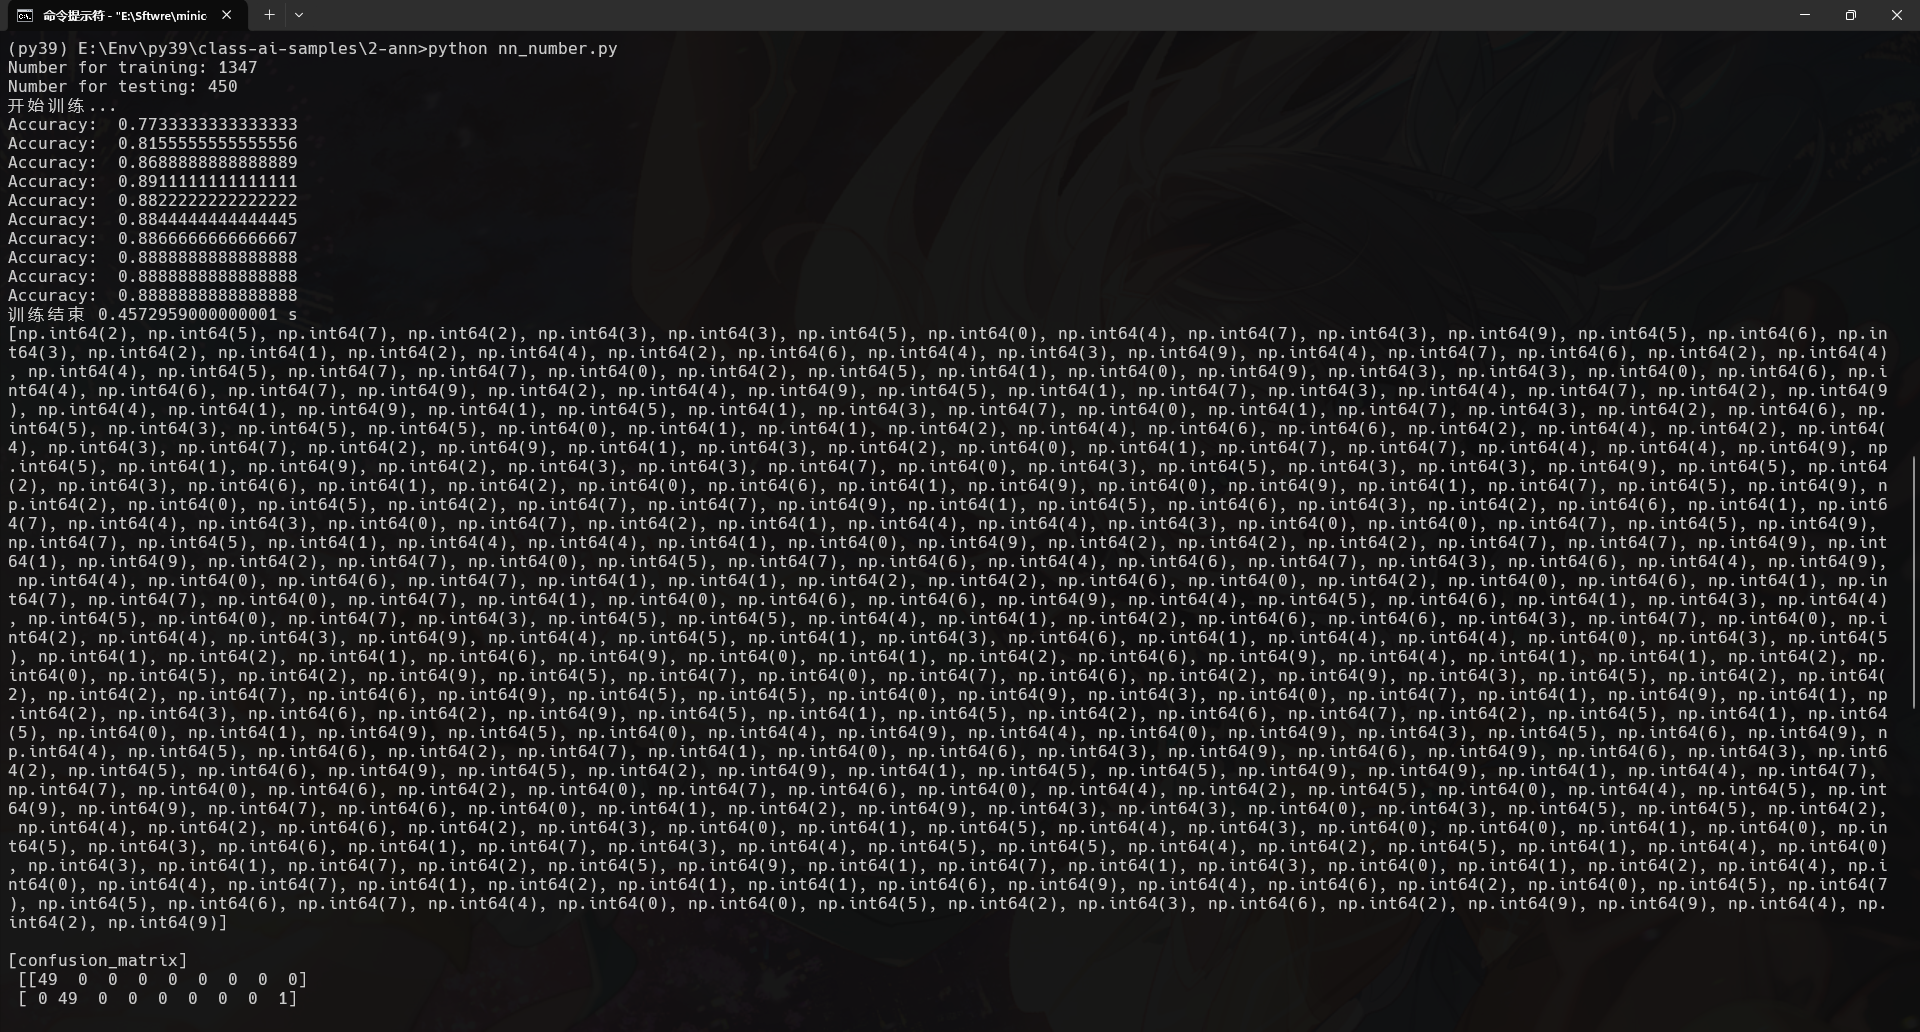 命令提示符 - "E:\Sftwre\minic
(py39) E:\Env\py39\class-ai-samples\2-ann>python nn_number.py
Number for training: 1347
Number for testing: 450
开始训练...
Accuracy:  0.7733333333333333
Accuracy:  0.8155555555555556
Accuracy:  0.8688888888888889
Accuracy:  0.8911111111111111
Accuracy:  0.8822222222222222
Accuracy:  0.8844444444444445
Accuracy:  0.8866666666666667
Accuracy:  0.8888888888888888
Accuracy:  0.8888888888888888
Accuracy:  0.8888888888888888
训练结束 0.4572959000000001 s
[np.int64(2), np.int64(5), np.int64(7), np.int64(2), np.int64(3), np.int64(3), np.int64(5), np.int64(0), np.int64(4), np.int64(7), np.int64(3), np.int64(9), np.int64(5), np.int64(6), np.in
t64(3), np.int64(2), np.int64(1), np.int64(2), np.int64(4), np.int64(2), np.int64(6), np.int64(4), np.int64(3), np.int64(9), np.int64(4), np.int64(7), np.int64(6), np.int64(2), np.int64(4)
, np.int64(4), np.int64(5), np.int64(7), np.int64(7), np.int64(0), np.int64(2), np.int64(5), np.int64(1), np.int64(0), np.int64(9), np.int64(3), np.int64(3), np.int64(0), np.int64(6), np.i
nt64(4), np.int64(6), np.int64(7), np.int64(9), np.int64(2), np.int64(4), np.int64(9), np.int64(5), np.int64(1), np.int64(7), np.int64(3), np.int64(4), np.int64(7), np.int64(2), np.int64(9
), np.int64(4), np.int64(1), np.int64(9), np.int64(1), np.int64(5), np.int64(1), np.int64(3), np.int64(7), np.int64(0), np.int64(1), np.int64(7), np.int64(3), np.int64(2), np.int64(6), np.
int64(5), np.int64(3), np.int64(5), np.int64(5), np.int64(0), np.int64(1), np.int64(1), np.int64(2), np.int64(4), np.int64(6), np.int64(6), np.int64(2), np.int64(4), np.int64(2), np.int64(
4), np.int64(3), np.int64(7), np.int64(2), np.int64(9), np.int64(1), np.int64(3), np.int64(2), np.int64(0), np.int64(1), np.int64(7), np.int64(7), np.int64(4), np.int64(4), np.int64(9), np
.int64(5), np.int64(1), np.int64(9), np.int64(2), np.int64(3), np.int64(3), np.int64(7), np.int64(0), np.int64(3), np.int64(5), np.int64(3), np.int64(3), np.int64(9), np.int64(5), np.int64
(2), np.int64(3), np.int64(6), np.int64(1), np.int64(2), np.int64(0), np.int64(6), np.int64(1), np.int64(9), np.int64(0), np.int64(9), np.int64(1), np.int64(7), np.int64(5), np.int64(9), n
p.int64(2), np.int64(0), np.int64(5), np.int64(2), np.int64(7), np.int64(7), np.int64(9), np.int64(1), np.int64(5), np.int64(6), np.int64(3), np.int64(2), np.int64(6), np.int64(1), np.int6
4(7), np.int64(4), np.int64(3), np.int64(0), np.int64(7), np.int64(2), np.int64(1), np.int64(4), np.int64(4), np.int64(3), np.int64(0), np.int64(0), np.int64(7), np.int64(5), np.int64(9),
np.int64(7), np.int64(5), np.int64(1), np.int64(4), np.int64(4), np.int64(1), np.int64(0), np.int64(9), np.int64(2), np.int64(2), np.int64(2), np.int64(7), np.int64(7), np.int64(9), np.int
64(1), np.int64(9), np.int64(2), np.int64(7), np.int64(0), np.int64(5), np.int64(7), np.int64(6), np.int64(4), np.int64(6), np.int64(7), np.int64(3), np.int64(6), np.int64(4), np.int64(9),
 np.int64(4), np.int64(0), np.int64(6), np.int64(7), np.int64(1), np.int64(1), np.int64(2), np.int64(2), np.int64(6), np.int64(0), np.int64(2), np.int64(0), np.int64(6), np.int64(1), np.in
t64(7), np.int64(7), np.int64(0), np.int64(7), np.int64(1), np.int64(0), np.int64(6), np.int64(6), np.int64(9), np.int64(4), np.int64(5), np.int64(6), np.int64(1), np.int64(3), np.int64(4)
, np.int64(5), np.int64(0), np.int64(7), np.int64(3), np.int64(5), np.int64(5), np.int64(4), np.int64(1), np.int64(2), np.int64(6), np.int64(6), np.int64(3), np.int64(7), np.int64(0), np.i
nt64(2), np.int64(4), np.int64(3), np.int64(9), np.int64(4), np.int64(5), np.int64(1), np.int64(3), np.int64(6), np.int64(1), np.int64(4), np.int64(4), np.int64(0), np.int64(3), np.int64(5
), np.int64(1), np.int64(2), np.int64(1), np.int64(6), np.int64(9), np.int64(0), np.int64(1), np.int64(2), np.int64(6), np.int64(9), np.int64(4), np.int64(1), np.int64(1), np.int64(2), np.
int64(0), np.int64(5), np.int64(2), np.int64(9), np.int64(5), np.int64(7), np.int64(0), np.int64(7), np.int64(6), np.int64(2), np.int64(9), np.int64(3), np.int64(5), np.int64(2), np.int64(
2), np.int64(2), np.int64(7), np.int64(6), np.int64(9), np.int64(5), np.int64(5), np.int64(0), np.int64(9), np.int64(3), np.int64(0), np.int64(7), np.int64(1), np.int64(9), np.int64(1), np
.int64(2), np.int64(3), np.int64(6), np.int64(2), np.int64(9), np.int64(5), np.int64(1), np.int64(5), np.int64(2), np.int64(6), np.int64(7), np.int64(2), np.int64(5), np.int64(1), np.int64
(5), np.int64(0), np.int64(1), np.int64(9), np.int64(5), np.int64(0), np.int64(4), np.int64(9), np.int64(4), np.int64(0), np.int64(9), np.int64(3), np.int64(5), np.int64(6), np.int64(9), n
p.int64(4), np.int64(5), np.int64(6), np.int64(2), np.int64(7), np.int64(1), np.int64(0), np.int64(6), np.int64(3), np.int64(9), np.int64(6), np.int64(9), np.int64(6), np.int64(3), np.int6
4(2), np.int64(5), np.int64(6), np.int64(9), np.int64(5), np.int64(2), np.int64(9), np.int64(1), np.int64(5), np.int64(5), np.int64(9), np.int64(9), np.int64(1), np.int64(4), np.int64(7),
np.int64(7), np.int64(0), np.int64(6), np.int64(2), np.int64(0), np.int64(7), np.int64(6), np.int64(0), np.int64(4), np.int64(2), np.int64(5), np.int64(0), np.int64(4), np.int64(5), np.int
64(9), np.int64(9), np.int64(7), np.int64(6), np.int64(0), np.int64(1), np.int64(2), np.int64(9), np.int64(3), np.int64(3), np.int64(0), np.int64(3), np.int64(5), np.int64(5), np.int64(2),
 np.int64(4), np.int64(2), np.int64(6), np.int64(2), np.int64(3), np.int64(0), np.int64(1), np.int64(5), np.int64(4), np.int64(3), np.int64(0), np.int64(0), np.int64(1), np.int64(0), np.in
t64(5), np.int64(3), np.int64(6), np.int64(1), np.int64(7), np.int64(3), np.int64(4), np.int64(5), np.int64(5), np.int64(4), np.int64(2), np.int64(5), np.int64(1), np.int64(4), np.int64(0)
, np.int64(3), np.int64(1), np.int64(7), np.int64(2), np.int64(5), np.int64(9), np.int64(1), np.int64(7), np.int64(1), np.int64(3), np.int64(0), np.int64(1), np.int64(2), np.int64(4), np.i
nt64(0), np.int64(4), np.int64(7), np.int64(1), np.int64(2), np.int64(1), np.int64(1), np.int64(6), np.int64(9), np.int64(4), np.int64(6), np.int64(2), np.int64(0), np.int64(5), np.int64(7
), np.int64(5), np.int64(6), np.int64(7), np.int64(4), np.int64(0), np.int64(0), np.int64(5), np.int64(2), np.int64(3), np.int64(6), np.int64(2), np.int64(9), np.int64(9), np.int64(4), np.
int64(2), np.int64(9)]
[confusion_matrix]
[[49  0  0  0  0  0  0  0  0]
[ 0 49  0  0  0  0  0  0  1]